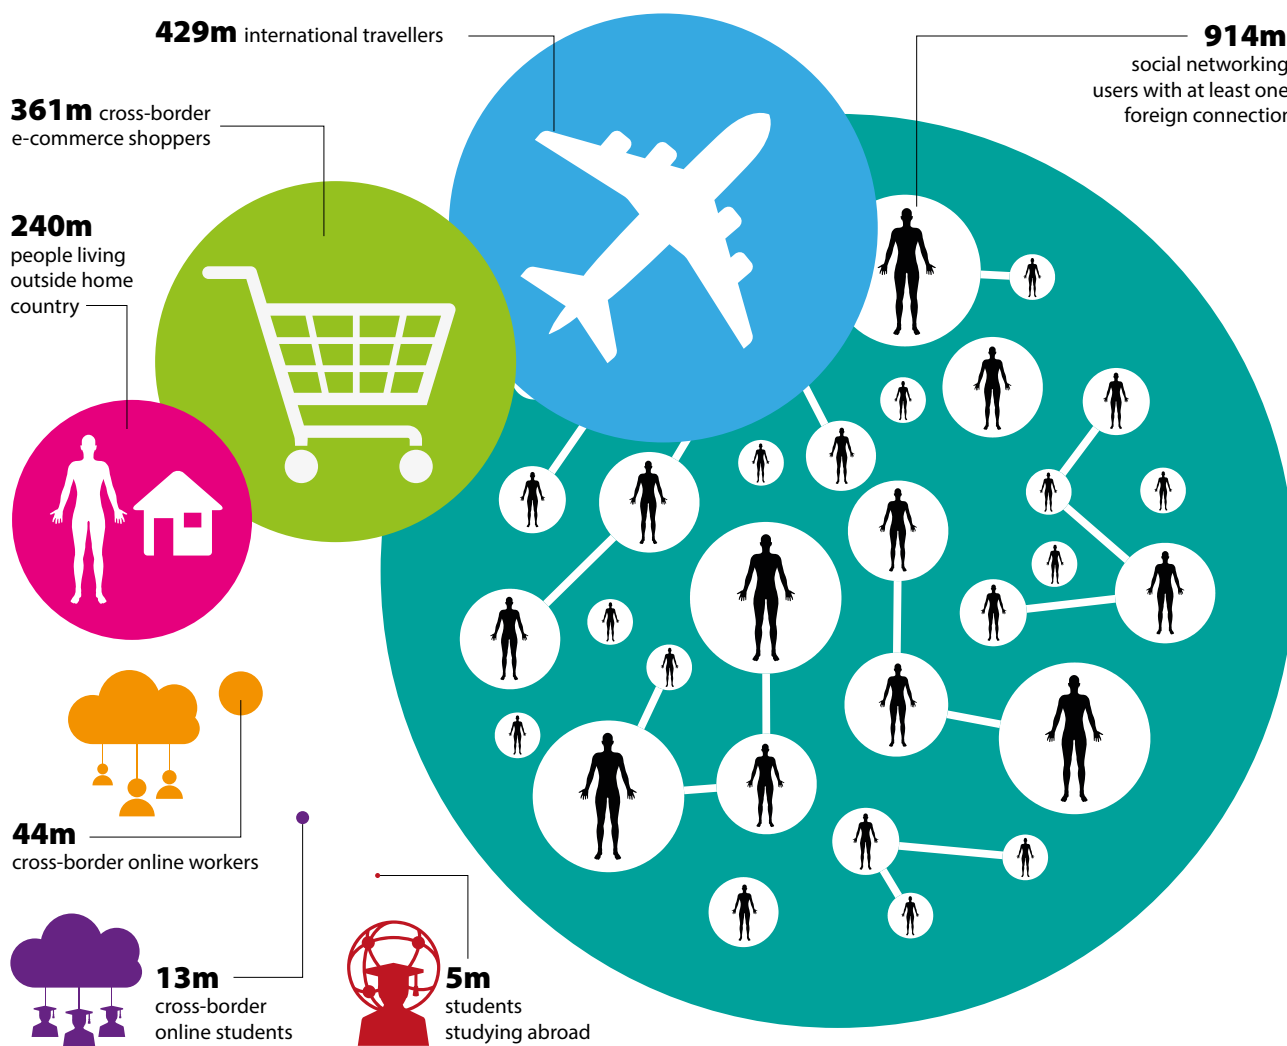 429m international travellers
914m
social networking
users with at least one
foreign connection
361m cross-border
e-commerce shoppers
240m
people living
outside home
country
44m
cross-border online workers
13m
cross-border
online students
5m
students
studying abroad